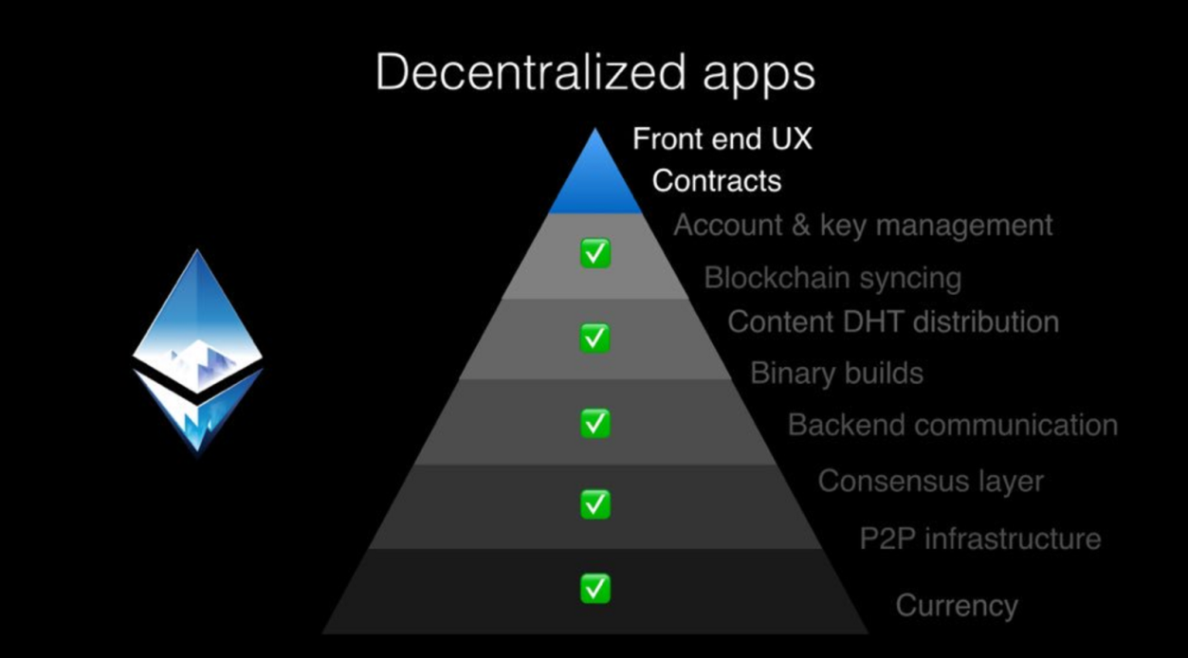 Decentralized apps
Front end UX
Contracts
Account & key management
Blockchain syncing
Content DHT distribution
Binary builds
Backend communication
Consensus layer
P2P infrastructure
Currency